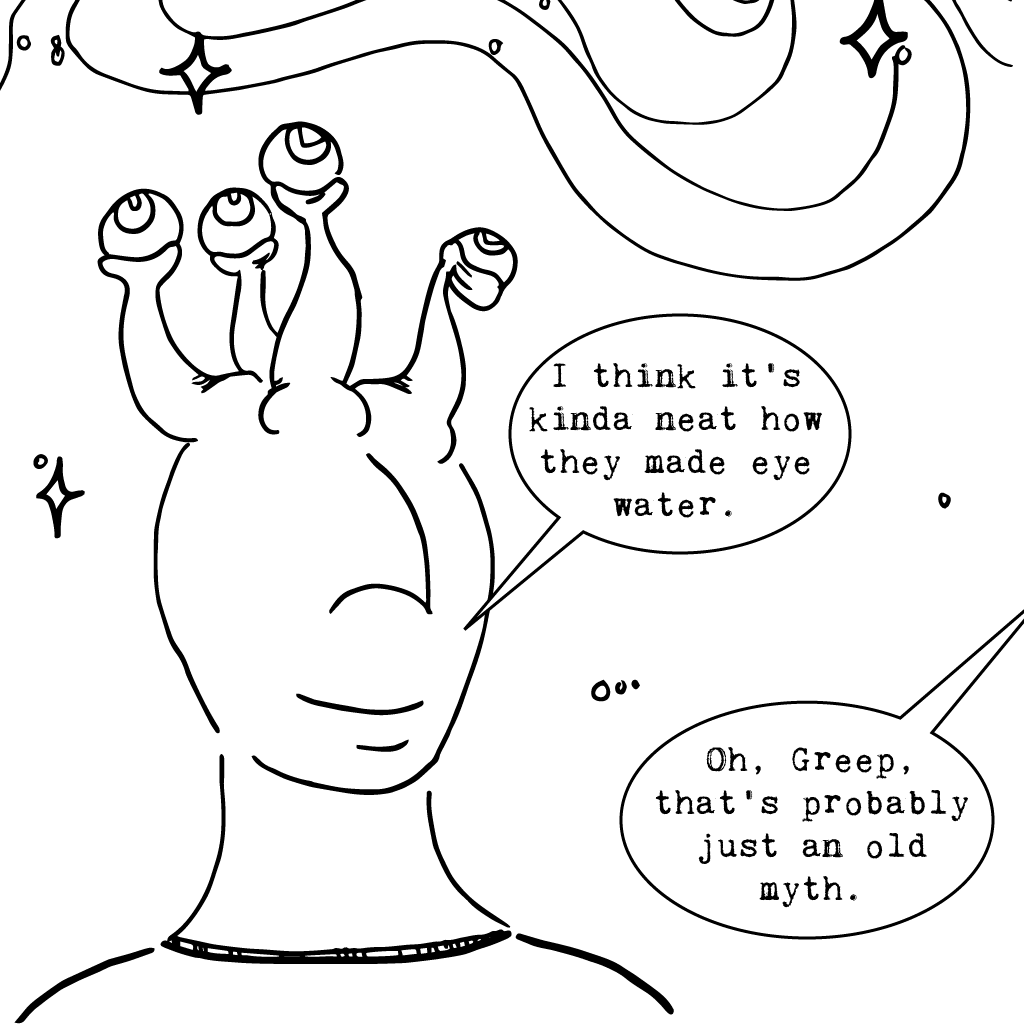 I think it's
kinda neat how
they made eye
water.
Oh, Greep,
that's probably
just an old
myth.